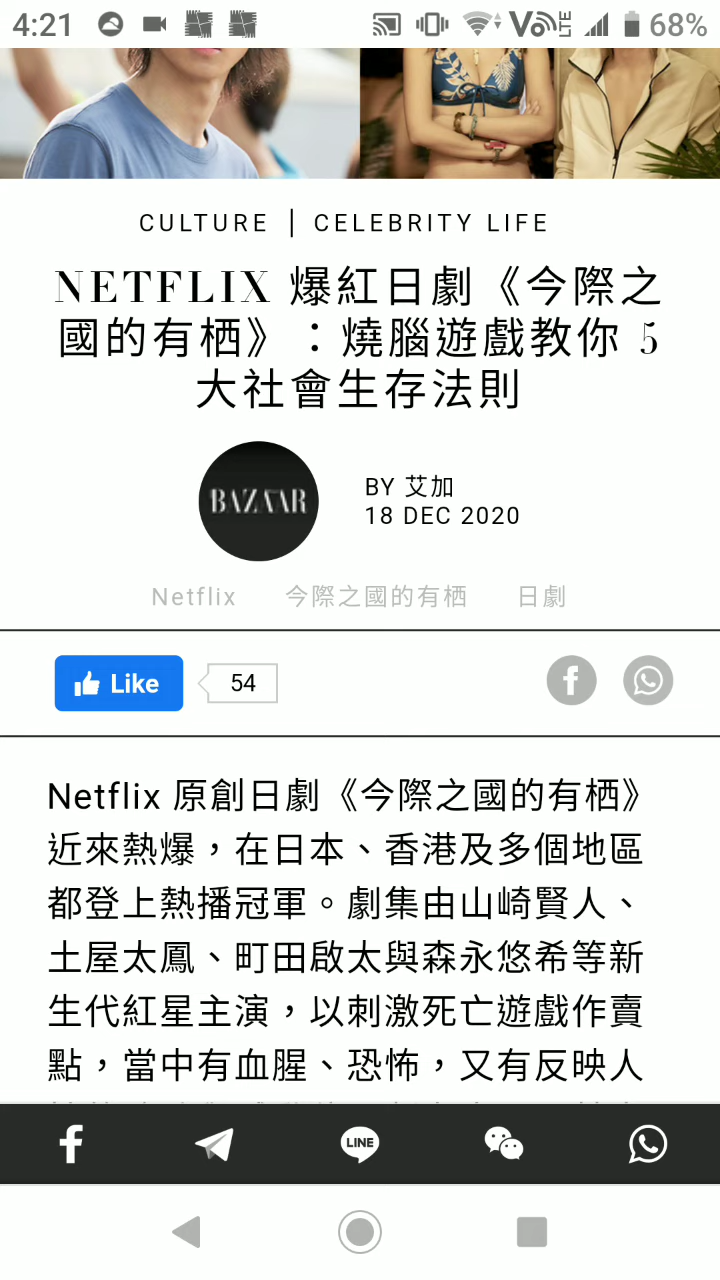 4:21
VoLTE
68%
CULTURE | CELEBRITY LIFE
NETFLIX 爆紅日劇《今際之
國的有栖》：燒腦遊戲教你 5
大社會生存法則
BAZAAR
BY 艾加
18 DEC 2020
Netflix 今際之國的有栖 日劇
Like 54
Netflix 原創日劇《今際之國的有栖》
近來熱爆，在日本、香港及多個地區
都登上熱播冠軍。劇集由山崎賢人、
土屋太鳳、町田啟太與森永悠希等新
生代紅星主演，以刺激死亡遊戲作賣
點，當中有血腥、恐怖，又有反映人
LINE